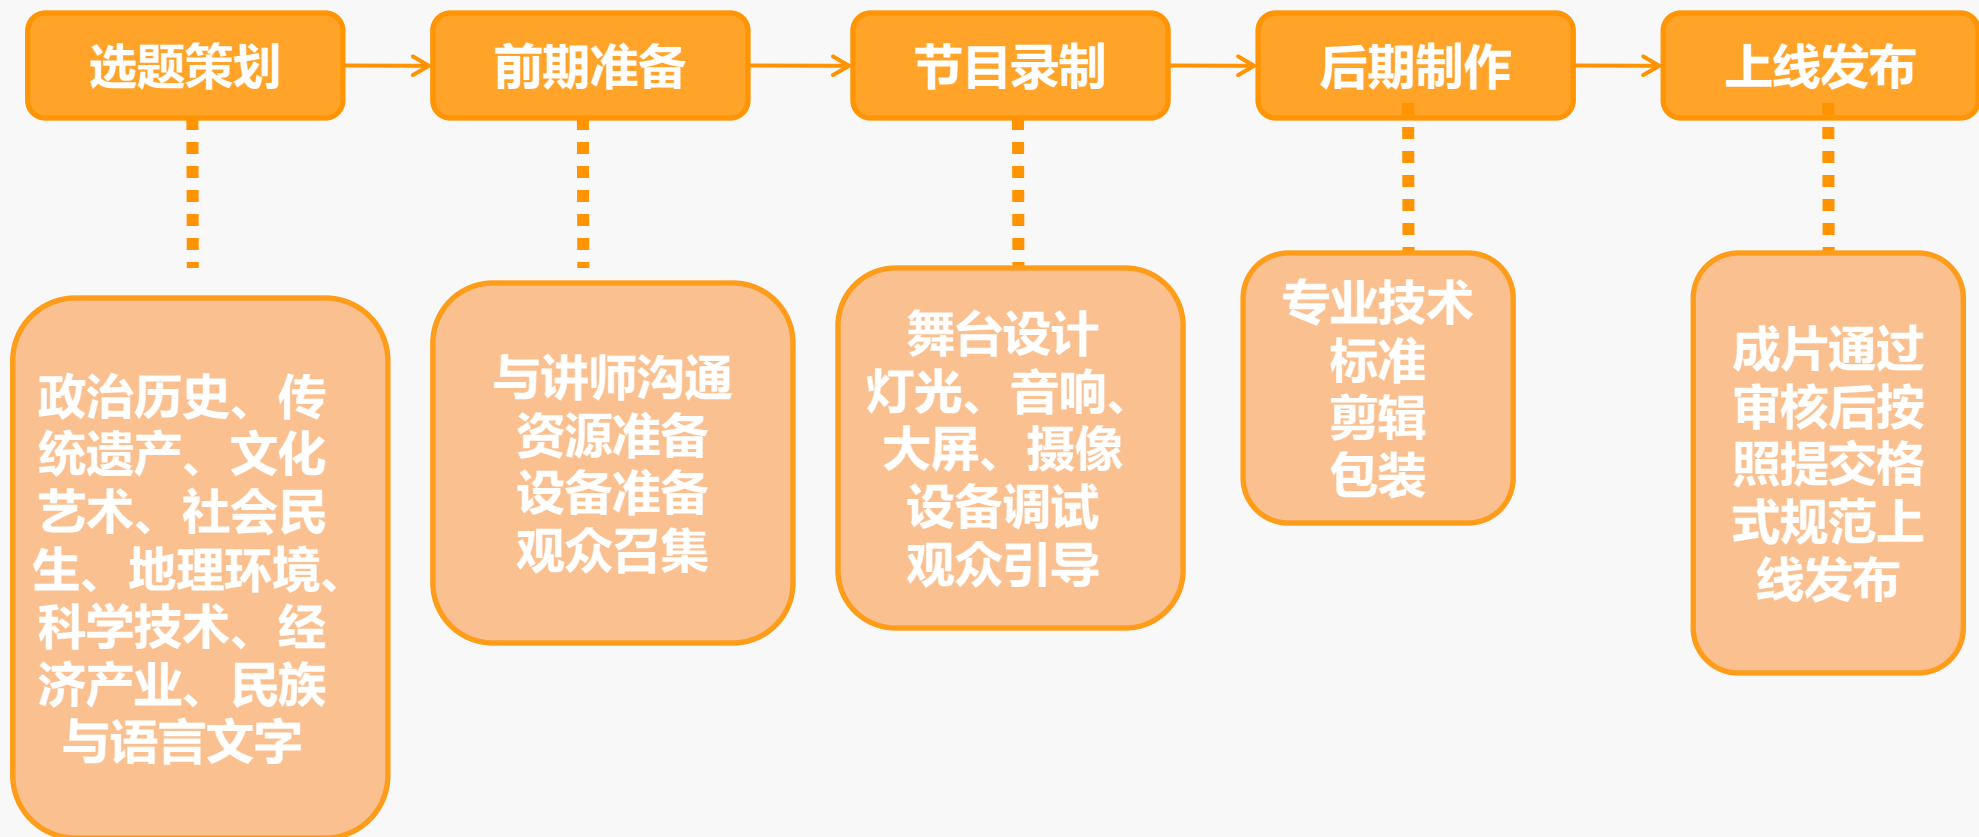 选题策划
前期准备
节目录制
后期制作
上线发布
政治历史、传
统遗产、文化
艺术、社会民
生、地理环境、
科学技术、经
济产业、民族
与语言文字
与讲师沟通
资源准备
设备准备
观众召集
舞台设计
灯光、音响、
大屏、摄像
设备调试
观众引导
专业技术
标准
剪辑
包装
成片通过
审核后按
照提交格
式规范上
线发布